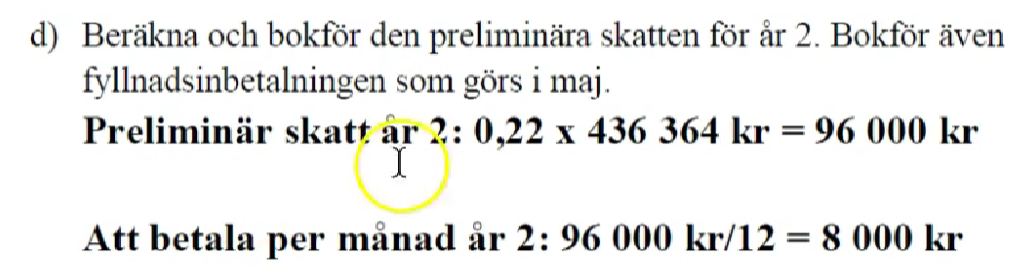 d) Beräkna och bokför den preliminära skatten för år 2. Bokför även
fyllnadsinbetalningen som görs i maj.
Preliminär skatt år 2: 0,22 x 436 364 kr = 96 000 kr
Att betala per månad år 2: 96 000 kr/12 = 8 000 kr